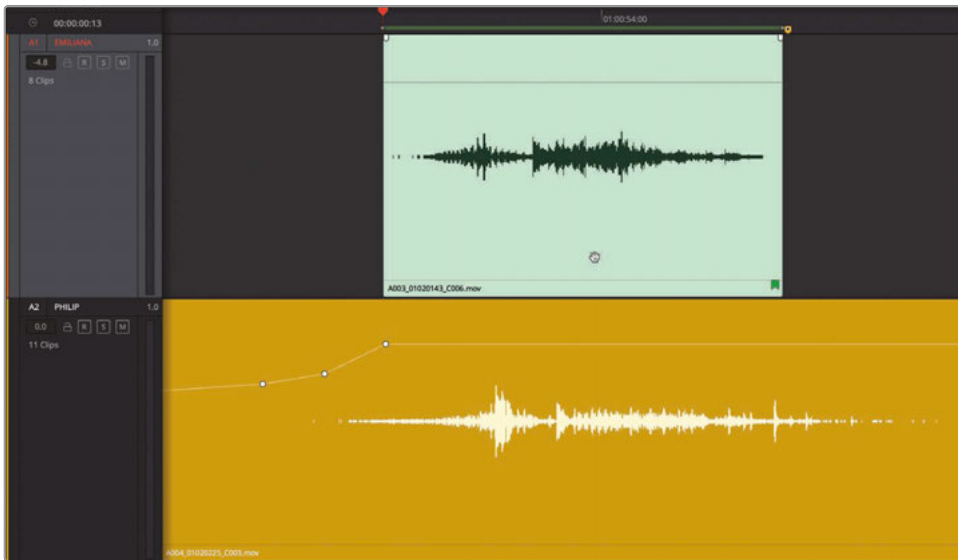 00:00:00:13
01:00:54:00
A1 EMILIANA 1.0
-4.8 R S M
8 Clips
A003_01020143_C006.mov
A2 PHILIP 1.0
0.0 R S M
11 Clips
A004_01020225_C003.mov